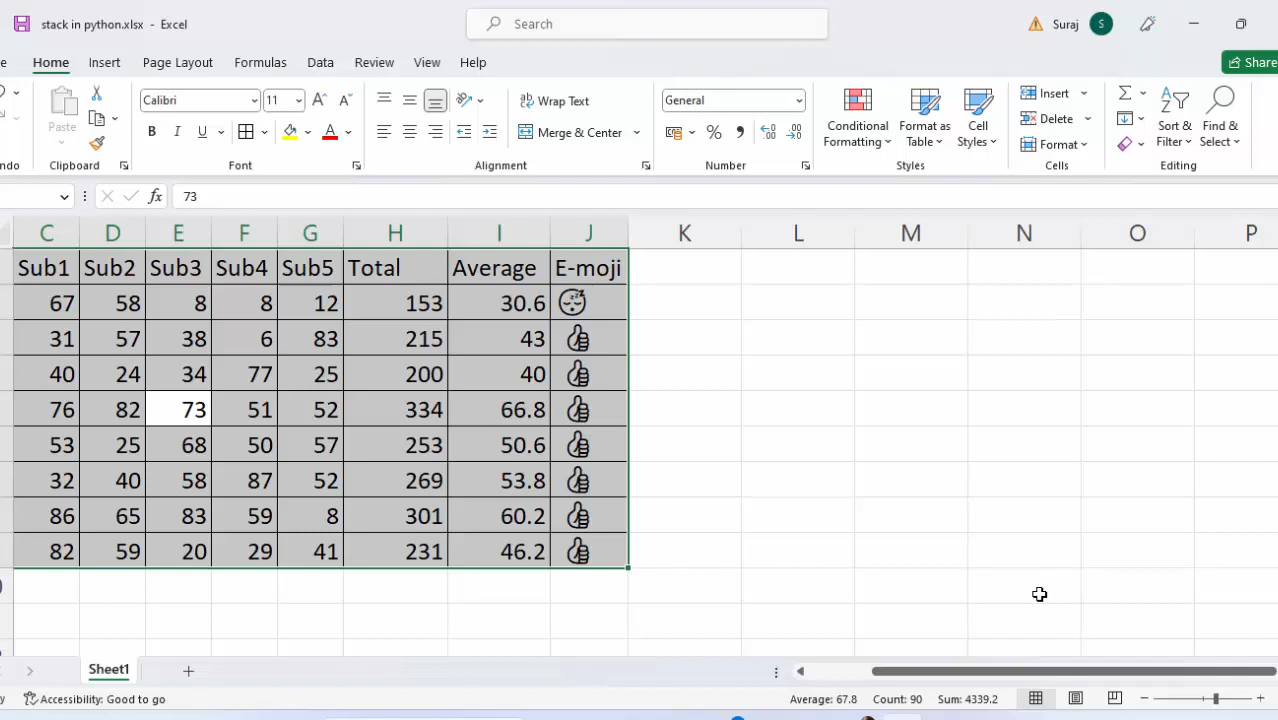 stack in python.xlsx - Excel
Search
Suraj
S
Home Insert Page Layout Formulas Data Review View Help
Share
Paste
Calibri 11
B I U
Wrap Text
Merge & Center
General
Conditional Formatting
Format as Table
Cell Styles
Insert
Delete
Format
Sort & Filter
Find & Select
Clipboard Font Alignment Number Styles Cells Editing
fx 73
C D E F G H I J K L M N O P
Sub1 Sub2 Sub3 Sub4 Sub5 Total Average E-moji
67 58 8 8 12 153 30.6 😴
31 57 38 6 83 215 43 👍
40 24 34 77 25 200 40 👍
76 82 73 51 52 334 66.8 👍
53 25 68 50 57 253 50.6 👍
32 40 58 87 52 269 53.8 👍
86 65 83 59 8 301 60.2 👍
82 59 20 29 41 231 46.2 👍
Sheet1
Accessibility: Good to go Average: 67.8 Count: 90 Sum: 4339.2